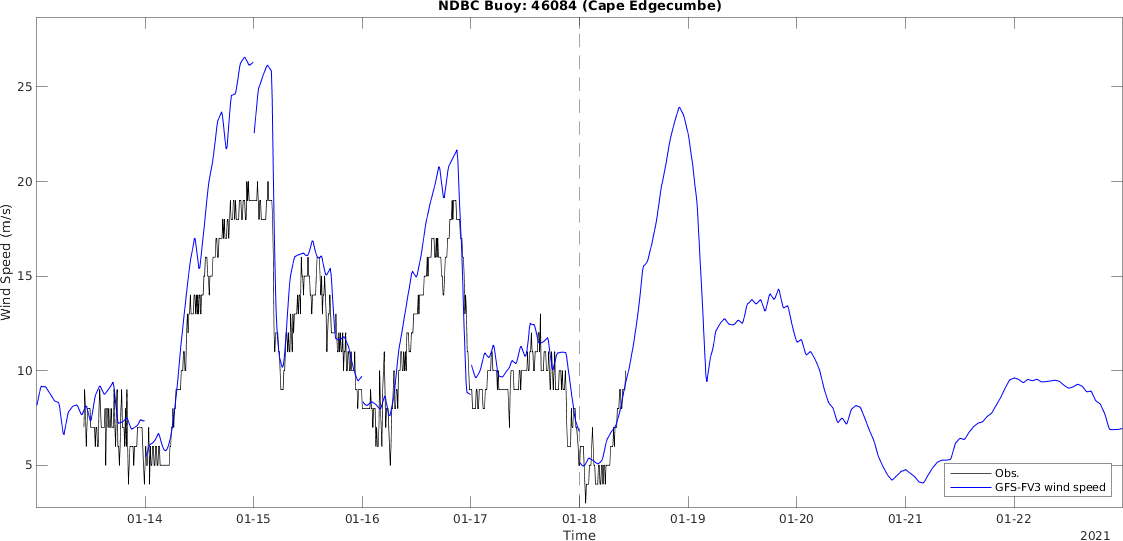 NDBC Buoy: 46084 (Cape Edgecumbe)
25
20
15
10
5
Wind Speed (m/s)
Obs.
GFS-FV3 wind speed
01-14 01-15 01-16 01-17 01-18 01-19 01-20 01-21 01-22
Time
2021